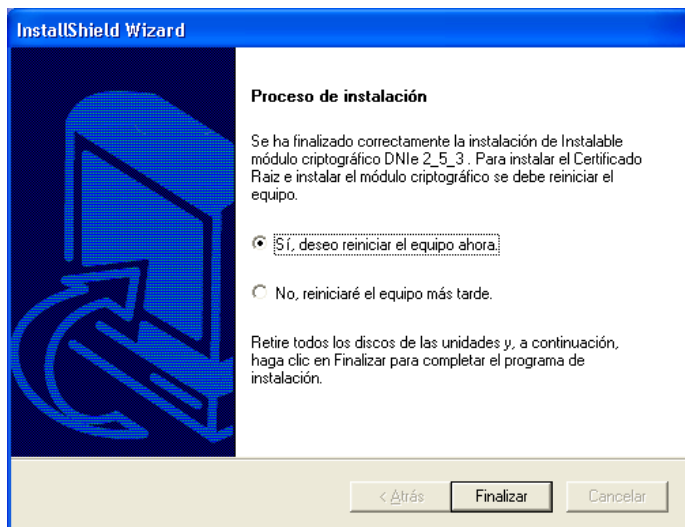 InstallShield Wizard
Proceso de instalación
Se ha finalizado correctamente la instalación de Instalable
módulo criptográfico DNIe 2_5_3 . Para instalar el Certificado
Raiz e instalar el módulo criptográfico se debe reiniciar el
equipo.
Sí, deseo reiniciar el equipo ahora.
No, reiniciaré el equipo más tarde.
Retire todos los discos de las unidades y, a continuación,
haga clic en Finalizar para completar el programa de
instalación.
< Atrás Finalizar Cancelar